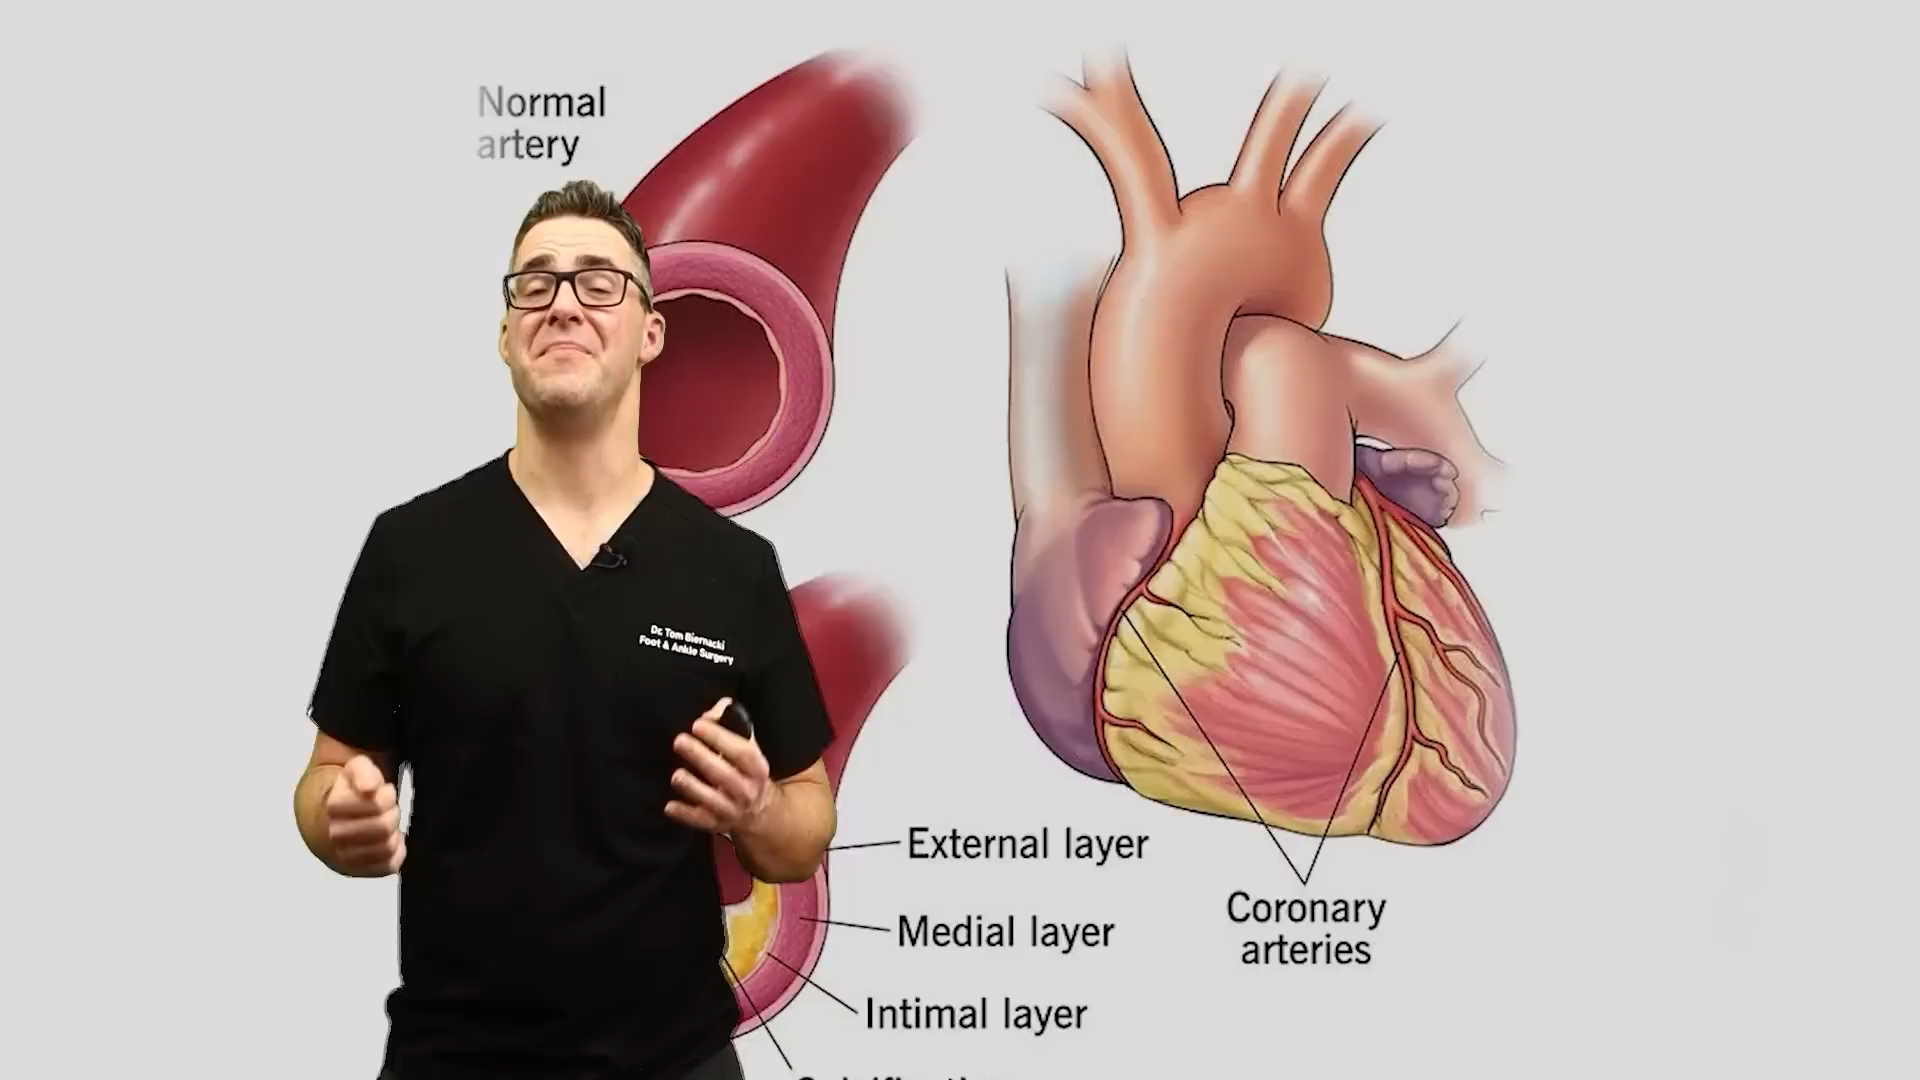 Normal
artery
Dr. Tom Biernacki
Foot & Ankle Surgery
External layer
Medial layer
Intimal layer
Coronary
arteries